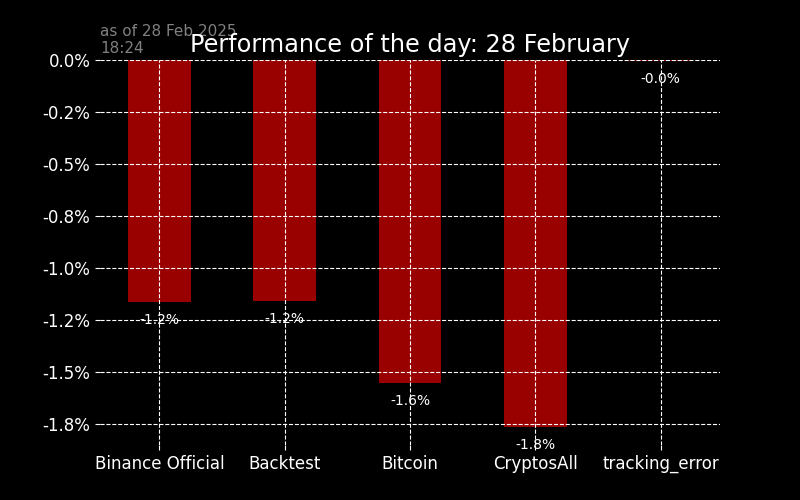 as of 28 Feb 2025
18:24
Performance of the day: 28 February
0.0%
-0.2%
-0.5%
-0.8%
-1.0%
-1.2%
-1.5%
-1.8%
-1.2%
-1.2%
-1.6%
-1.8%
-0.0%
Binance Official
Backtest
Bitcoin
CryptosAll
tracking_error